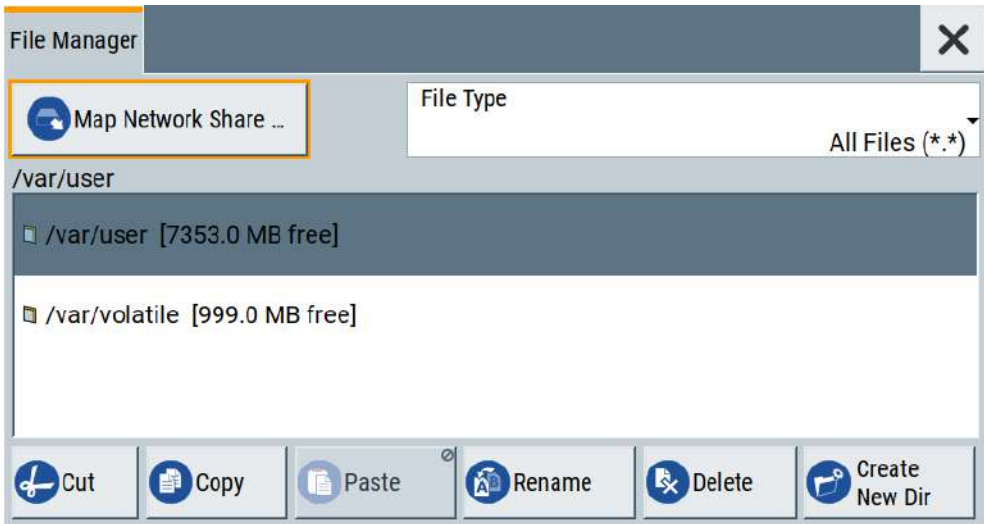 File Manager
Map Network Share ...
File Type
All Files (*.*)
/var/user
/var/user [7353.0 MB free]
/var/volatile [999.0 MB free]
Cut
Copy
Paste
Rename
Delete
Create
New Dir